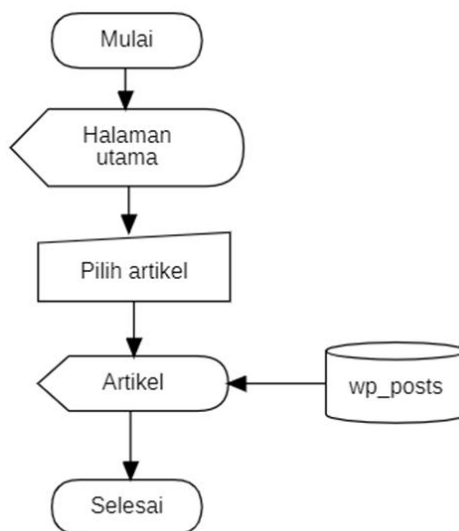 Mulai
Halaman
utama
Pilih artikel
Artikel
wp_posts
Selesai